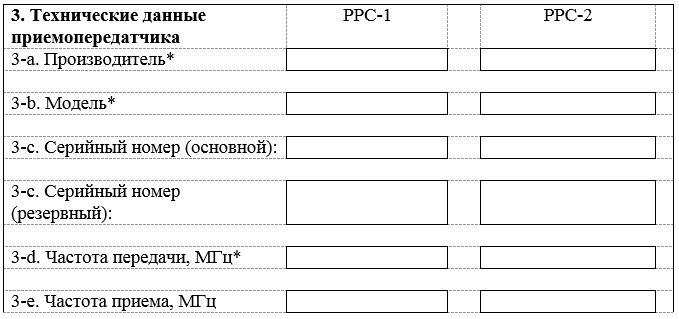 3. Технические данные РРС-1 РРС-2
приемопередатчика
3-a. Производитель*
3-b. Модель*
3-c. Серийный номер (основной):
3-c. Серийный номер
(резервный):
3-d. Частота передачи, МГц*
3-e. Частота приема, МГц